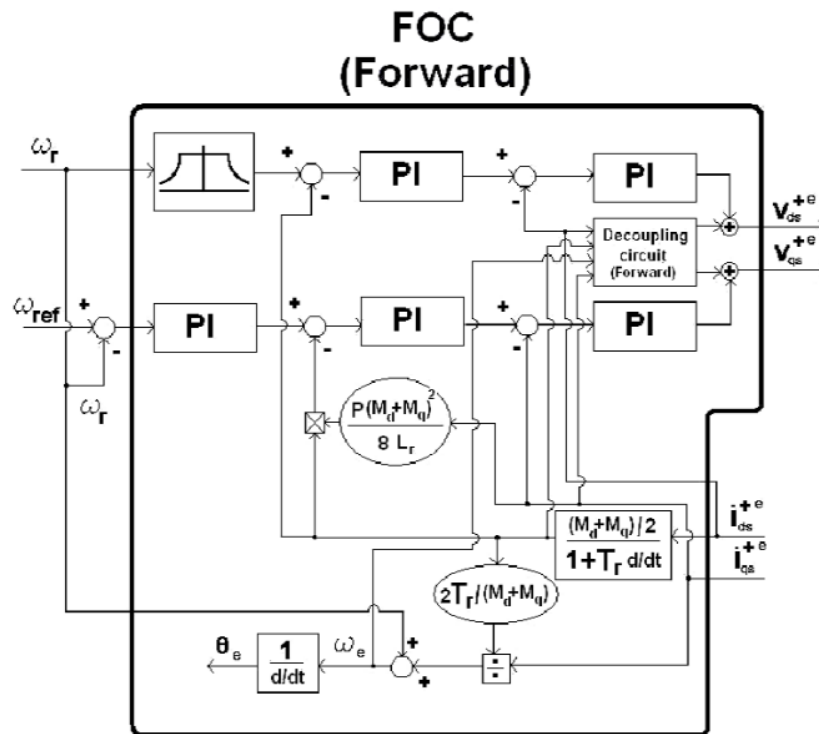 FOC
(Forward)
ω_r
+
-
PI
+
-
PI
V_ds^{+e}
Decoupling
circuit
(Forward)
+
+
V_qs^{+e}
ω_ref
+
-
PI
+
-
PI
-
PI
ω_r
P(M_d+M_q)^2
8 L_r
i_ds^{+e}
(M_d+M_q)/2
1+T_r d/dt
i_qs^{+e}
2T_r/(M_d+M_q)
θ_e
1
d/dt
ω_e
+
+
÷